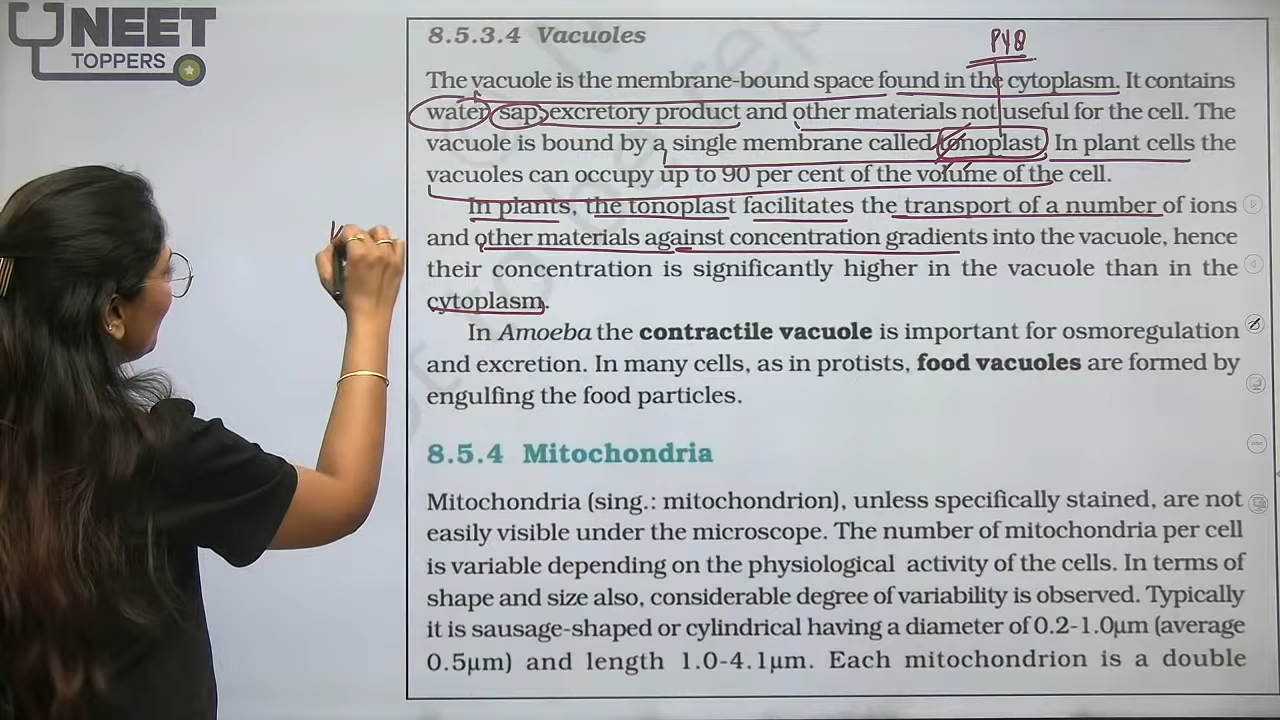 NEET
TOPPERS
8.5.3.4 Vacuoles
PYQ
The vacuole is the membrane-bound space found in the cytoplasm. It contains
water, sap, excretory product and other materials not useful for the cell. The
vacuole is bound by a single membrane called tonoplast. In plant cells the
vacuoles can occupy up to 90 per cent of the volume of the cell.
In plants, the tonoplast facilitates the transport of a number of ions
and other materials against concentration gradients into the vacuole, hence
their concentration is significantly higher in the vacuole than in the
cytoplasm.
In Amoeba the contractile vacuole is important for osmoregulation
and excretion. In many cells, as in protists, food vacuoles are formed by
engulfing the food particles.
8.5.4 Mitochondria
Mitochondria (sing.: mitochondrion), unless specifically stained, are not
easily visible under the microscope. The number of mitochondria per cell
is variable depending on the physiological activity of the cells. In terms of
shape and size also, considerable degree of variability is observed. Typically
it is sausage-shaped or cylindrical having a diameter of 0.2-1.0µm (average
0.5µm) and length 1.0-4.1µm. Each mitochondrion is a double